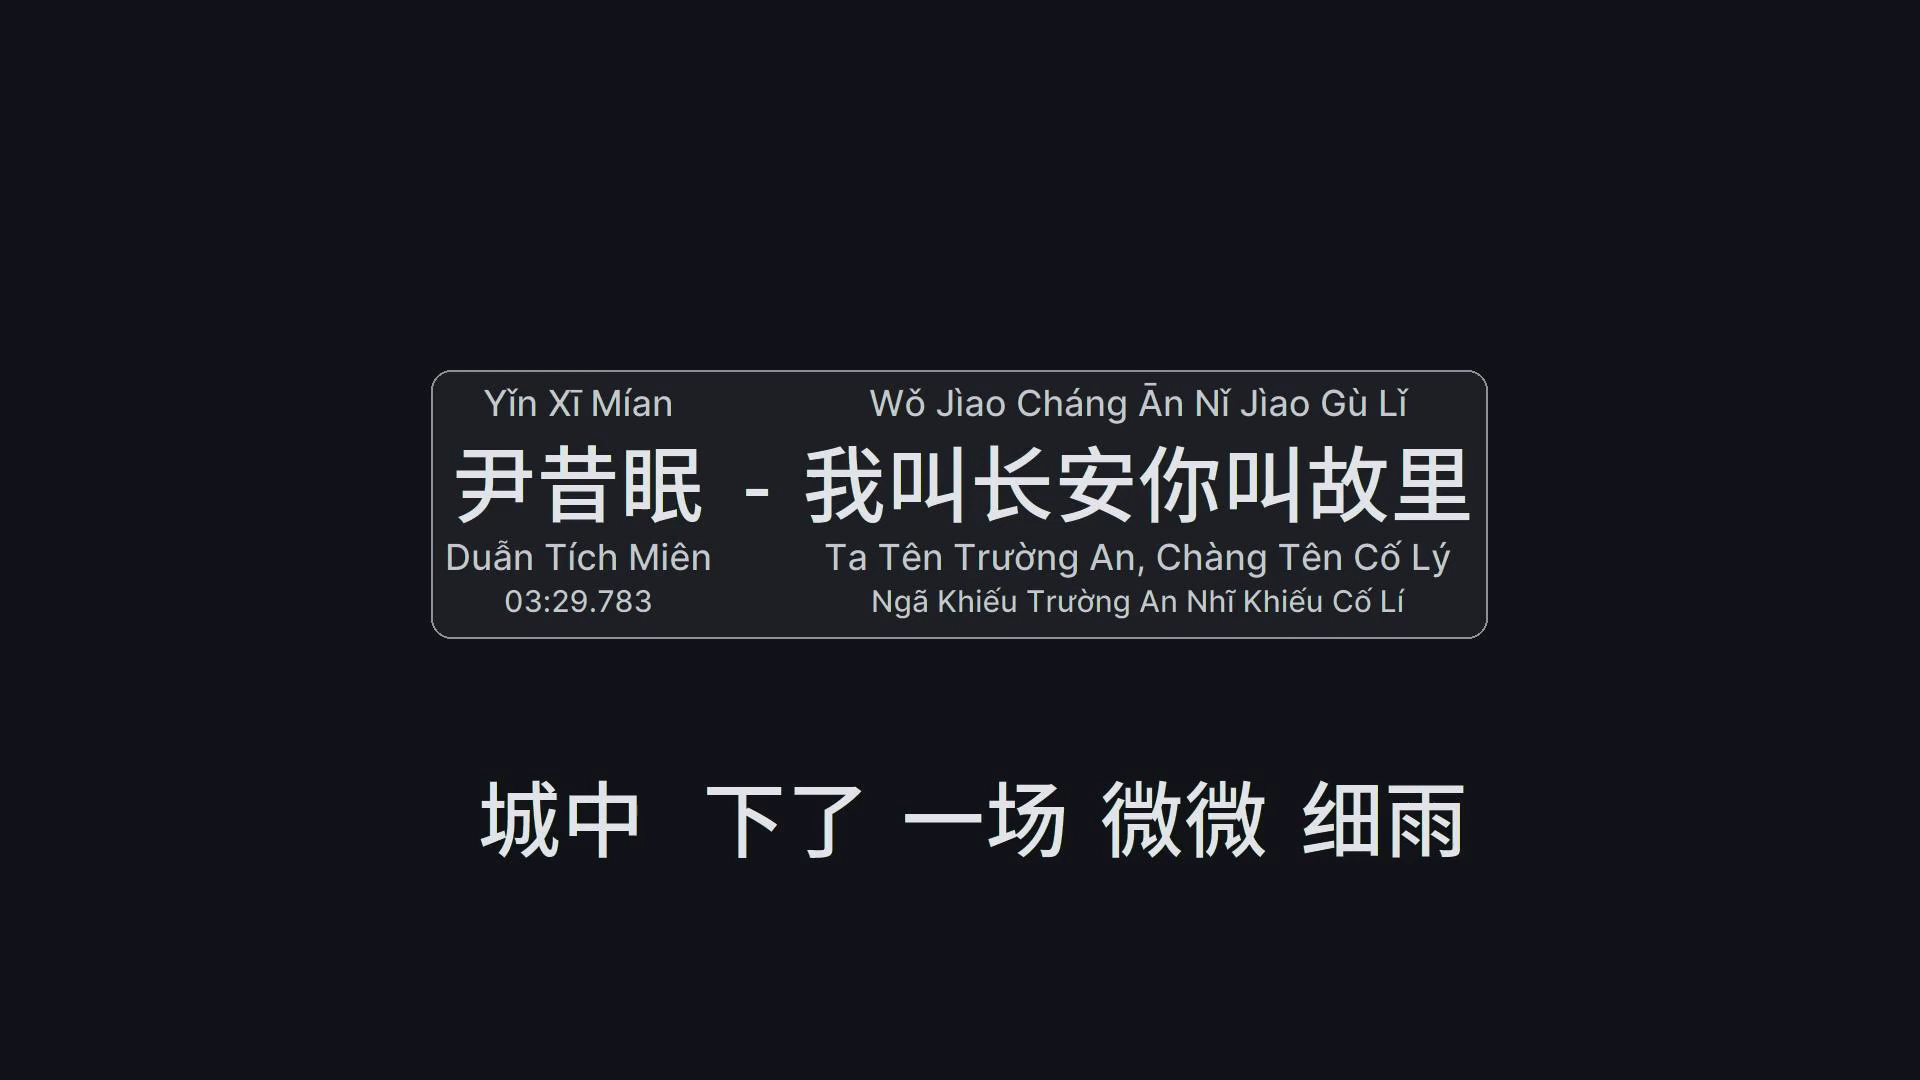 Yǐn Xī Mían
Wǒ Jìao Cháng Ān Nǐ Jìao Gù Lǐ
尹昔眠 - 我叫长安你叫故里
Duẫn Tích Miên
Ta Tên Trường An, Chàng Tên Cố Lý
03:29.783
Ngã Khiếu Trường An Nhĩ Khiếu Cố Lí
城中 下了 一场 微微 细雨